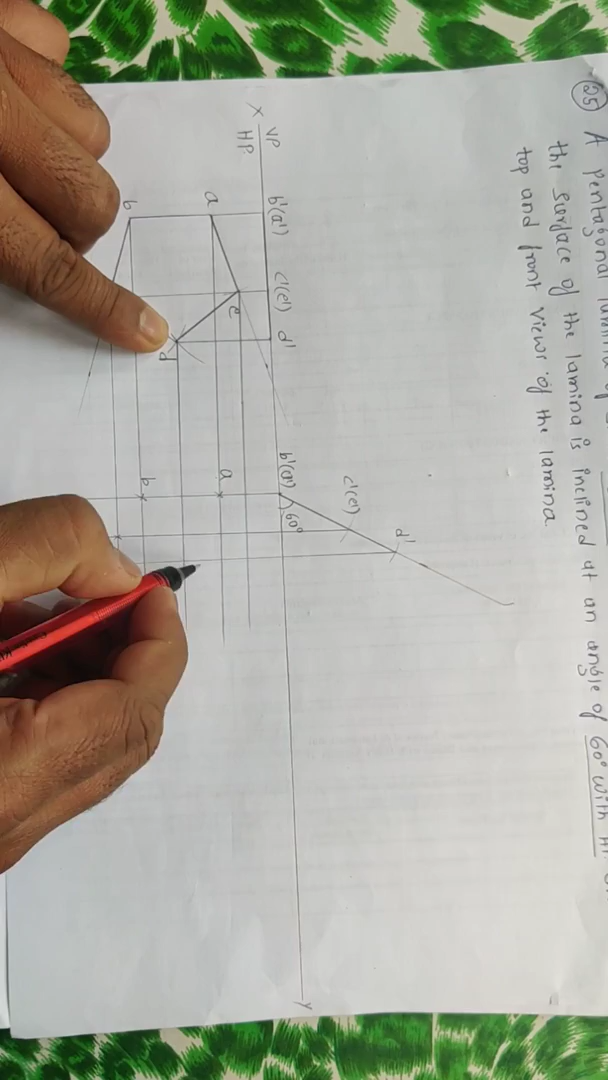 25 A pentagonal
the surface of the lamina is inclined at an angle of 60° with
top and front views of the lamina
X VP
HP
b'(a') c'(e') d' b'(a') 60° Y
c'(e') d'
a e a
b d b